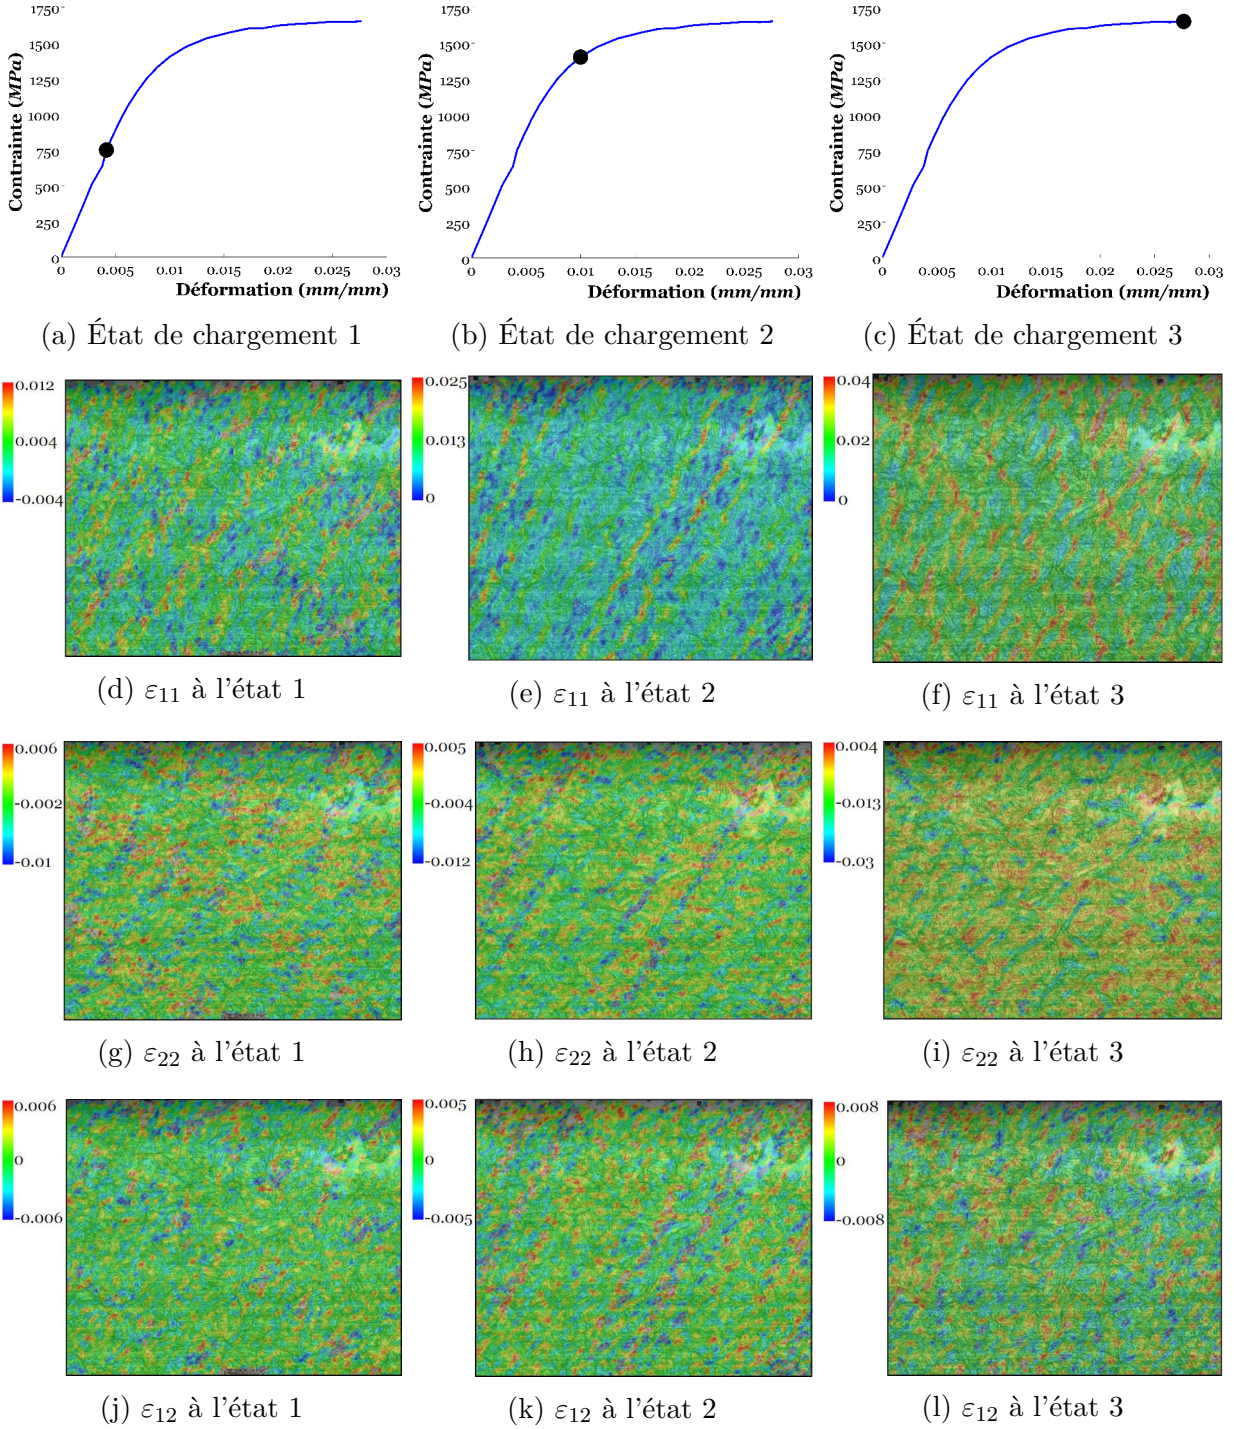 1750
1500
1250
1000
750
500
250
0
Contrainte (MPa)
0 0.005 0.01 0.015 0.02 0.025 0.03
Déformation (mm/mm)
(a) État de chargement 1
1750
1500
1250
1000
750
500
250
0
Contrainte (MPa)
0 0.005 0.01 0.015 0.02 0.025 0.03
Déformation (mm/mm)
(b) État de chargement 2
1750
1500
1250
1000
750
500
250
0
Contrainte (MPa)
0 0.005 0.01 0.015 0.02 0.025 0.03
Déformation (mm/mm)
(c) État de chargement 3
0.012
0.004
-0.004
(d) ε11 à l'état 1
0.025
0.013
0
(e) ε11 à l'état 2
0.04
0.02
0
(f) ε11 à l'état 3
0.006
-0.002
-0.01
(g) ε22 à l'état 1
0.005
-0.004
-0.012
(h) ε22 à l'état 2
0.004
-0.013
-0.03
(i) ε22 à l'état 3
0.006
0
-0.006
(j) ε12 à l'état 1
0.005
0
-0.005
(k) ε12 à l'état 2
0.008
0
-0.008
(l) ε12 à l'état 3